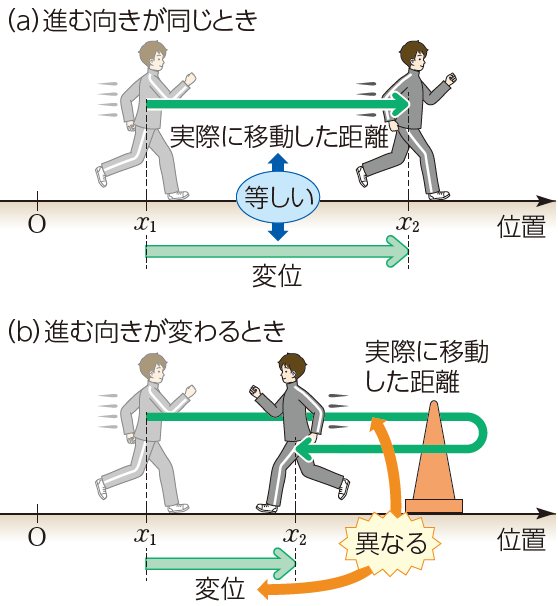 (a)進む向きが同じとき
実際に移動した距離
等しい
O
x₁
x₂
位置
変位
(b)進む向きが変わるとき
実際に移動
した距離
O
x₁
x₂
異なる
位置
変位